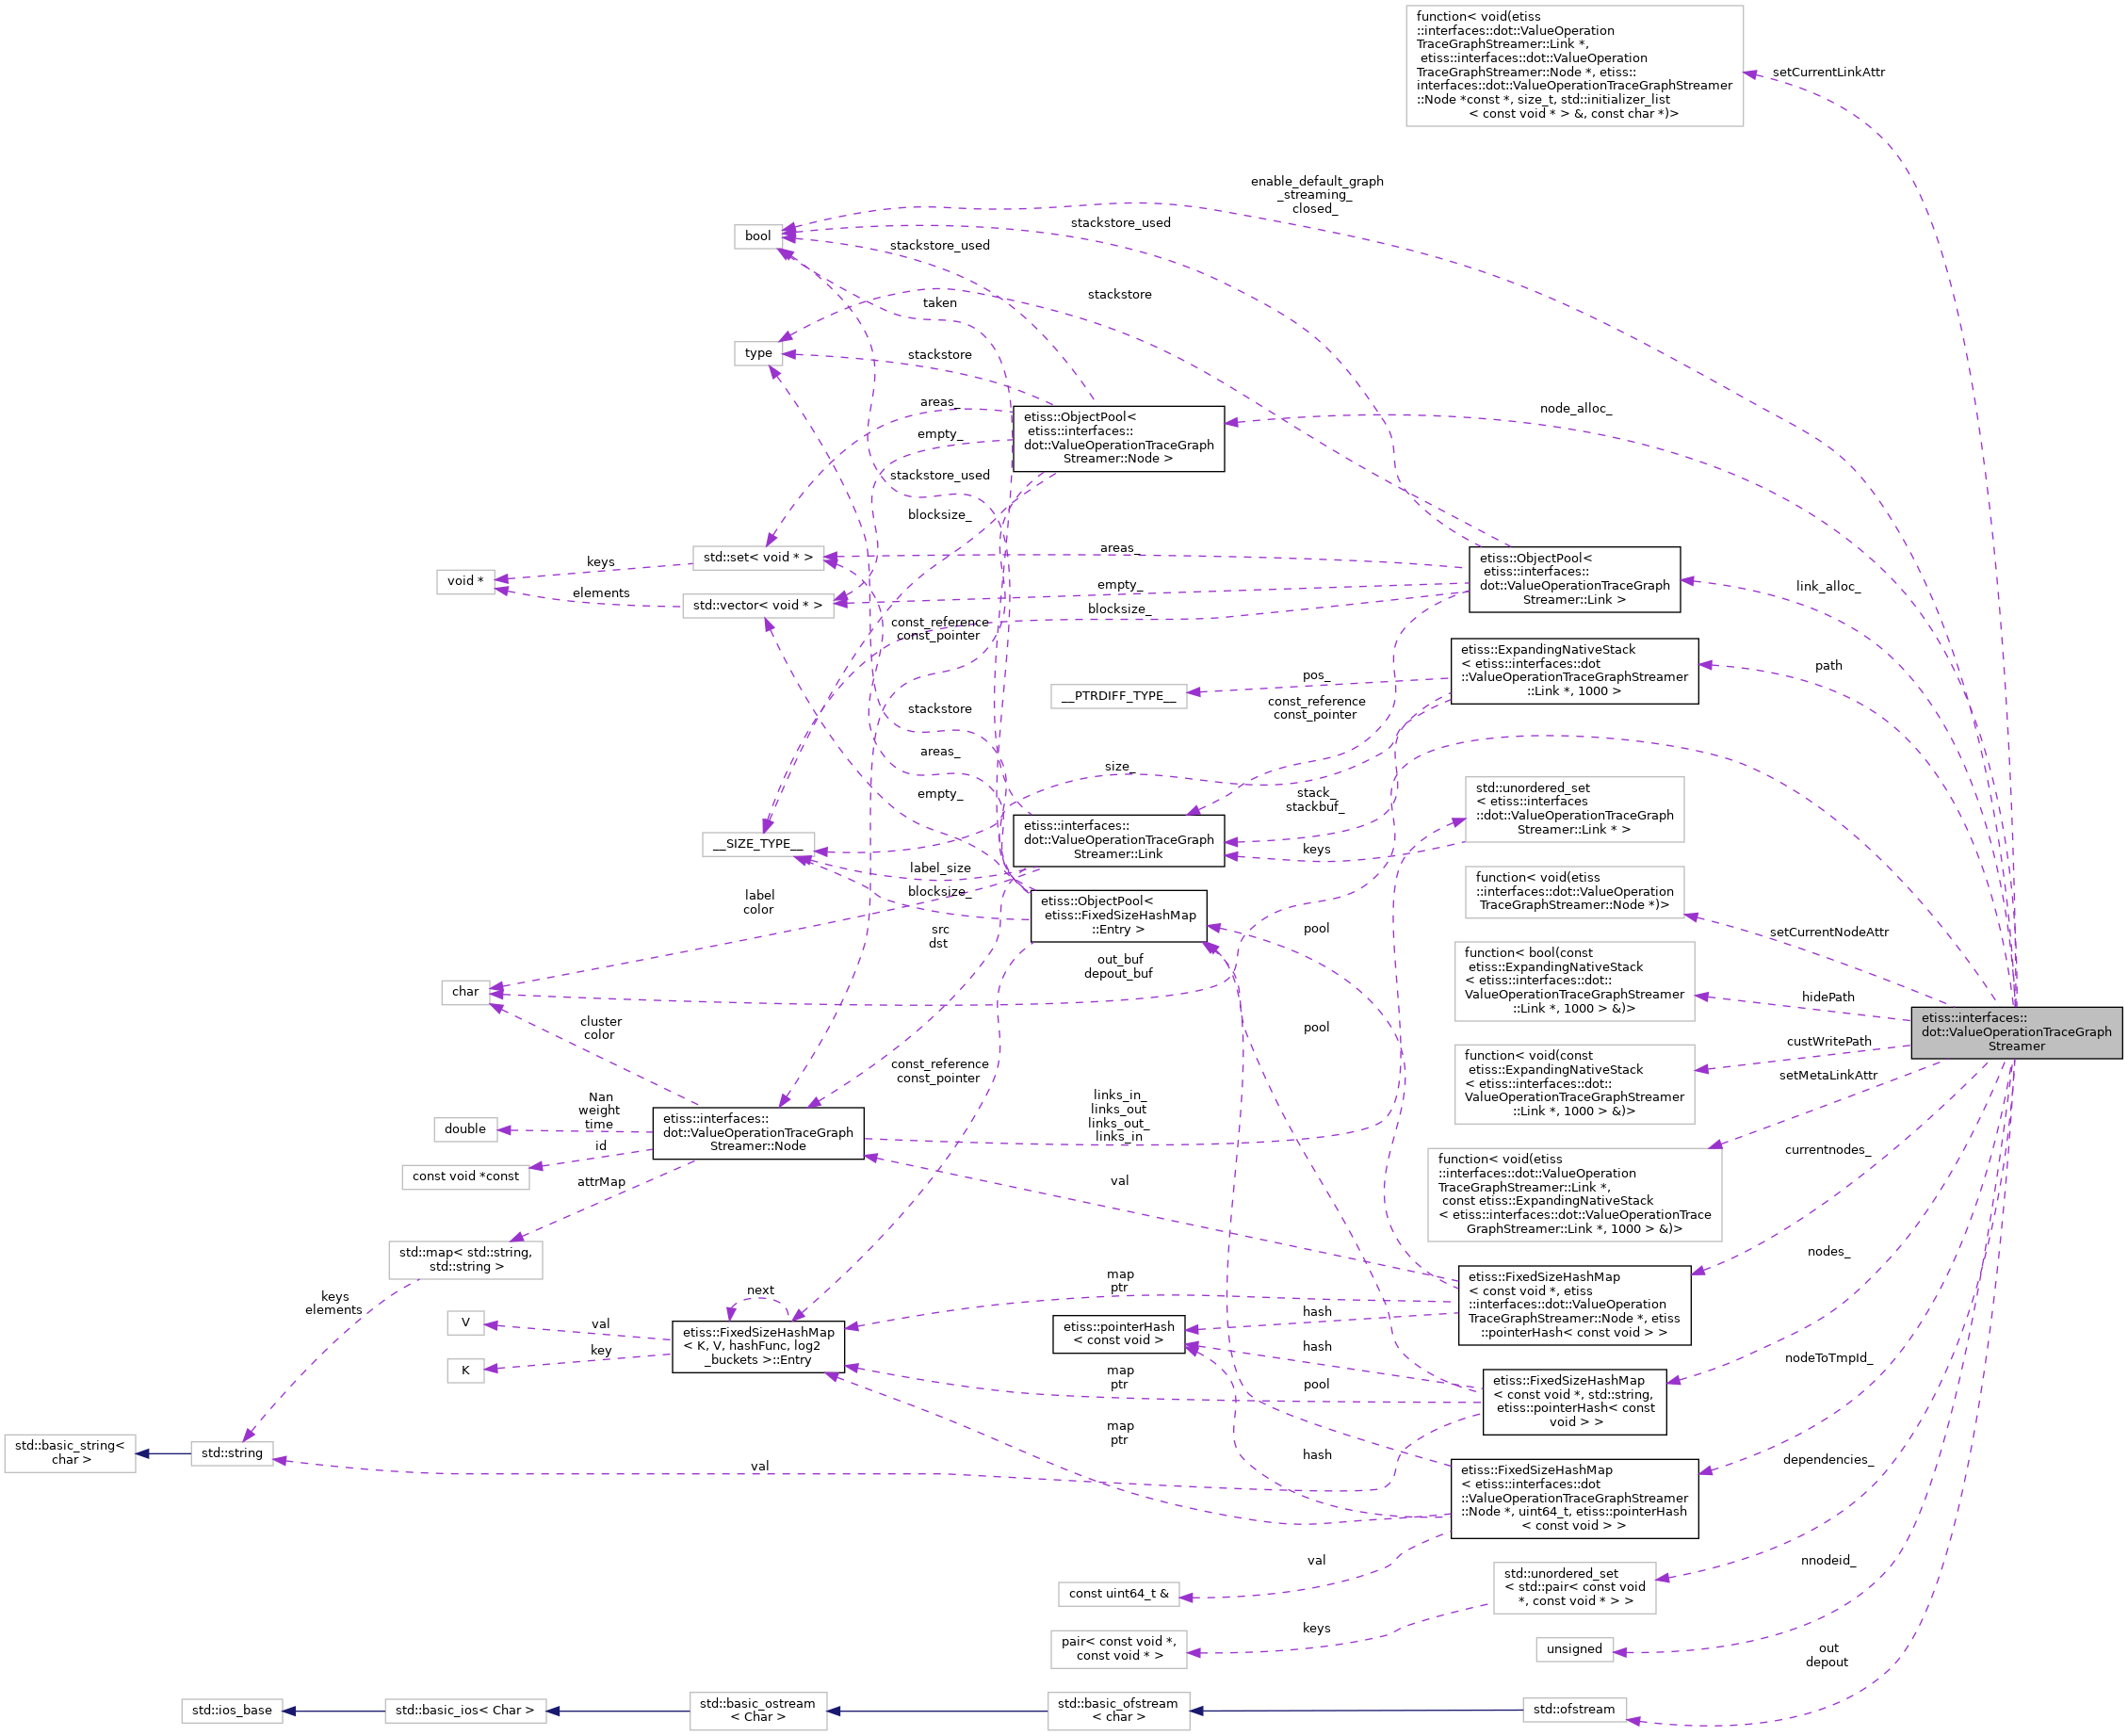 function< void(etiss
::interfaces::dot::ValueOperation
TraceGraphStreamer::Link *,
etiss::interfaces::dot::ValueOperation
TraceGraphStreamer::Node *, etiss::
interfaces::dot::ValueOperationTraceGraphStreamer
::Node *const *, size_t, std::initializer_list
< const void * > &, const char *)>
setCurrentLinkAttr
enable_default_graph
_streaming_
closed_
bool
stackstore_used
stackstore_used
taken
stackstore
type
stackstore
areas_
empty_
etiss::ObjectPool<
etiss::interfaces::
dot::ValueOperationTraceGraph
Streamer::Node >
node_alloc_
stackstore_used
blocksize_
void *
keys
elements
std::set< void * >
std::vector< void * >
areas_
empty_
blocksize_
etiss::ObjectPool<
etiss::interfaces::
dot::ValueOperationTraceGraph
Streamer::Link >
link_alloc_
const_reference
const_pointer
etiss::ExpandingNativeStack
< etiss::interfaces::dot
::ValueOperationTraceGraphStreamer
::Link *, 1000 >
path
pos_
__PTRDIFF_TYPE__
const_reference
const_pointer
stackstore
areas_
size_
empty_
stack_
stackbuf_
std::unordered_set
< etiss::interfaces
::dot::ValueOperationTraceGraph
Streamer::Link * >
__SIZE_TYPE__
etiss::interfaces::
dot::ValueOperationTraceGraph
Streamer::Link
keys
label_size
blocksize_
label
color
etiss::ObjectPool<
etiss::FixedSizeHashMap
::Entry >
function< void(etiss
::interfaces::dot::ValueOperation
TraceGraphStreamer::Node *)>
setCurrentNodeAttr
src
dst
pool
out_buf
depout_buf
char
function< bool(const
etiss::ExpandingNativeStack
< etiss::interfaces::dot::
ValueOperationTraceGraphStreamer
::Link *, 1000 > &)>
hidePath
etiss::interfaces::
dot::ValueOperationTraceGraph
Streamer
cluster
color
pool
function< void(const
etiss::ExpandingNativeStack
< etiss::interfaces::dot::
ValueOperationTraceGraphStreamer
::Link *, 1000 > &)>
custWritePath
setMetaLinkAttr
const_reference
const_pointer
links_in_
links_out
links_out_
links_in
Nan
weight
time
double
id
const void *const
etiss::interfaces::
dot::ValueOperationTraceGraph
Streamer::Node
attrMap
val
function< void(etiss
::interfaces::dot::ValueOperation
TraceGraphStreamer::Link *,
const etiss::ExpandingNativeStack
< etiss::interfaces::dot::ValueOperationTrace
GraphStreamer::Link *, 1000 > &)>
currentnodes_
std::map< std::string,
std::string >
keys
elements
next
map
ptr
etiss::FixedSizeHashMap
< const void *, etiss
::interfaces::dot::ValueOperation
TraceGraphStreamer::Node *, etiss
::pointerHash< const void > >
nodes_
V
val
K
key
etiss::FixedSizeHashMap
< K, V, hashFunc, log2
_buckets >::Entry
etiss::pointerHash
< const void >
hash
hash
map
ptr
pool
etiss::FixedSizeHashMap
< const void *, std::string,
etiss::pointerHash< const
void > >
nodeToTmpId_
map
ptr
hash
std::basic_string<
char >
std::string
val
etiss::FixedSizeHashMap
< etiss::interfaces::dot
::ValueOperationTraceGraphStreamer
::Node *, uint64_t, etiss::pointerHash
< const void > >
dependencies_
val
const uint64_t &
std::unordered_set
< std::pair< const void
*, const void * > >
nnodeid_
keys
pair< const void *,
const void * >
unsigned
out
depout
std::ios_base
std::basic_ios< Char >
std::basic_ostream
< Char >
std::basic_ofstream
< char >
std::ofstream